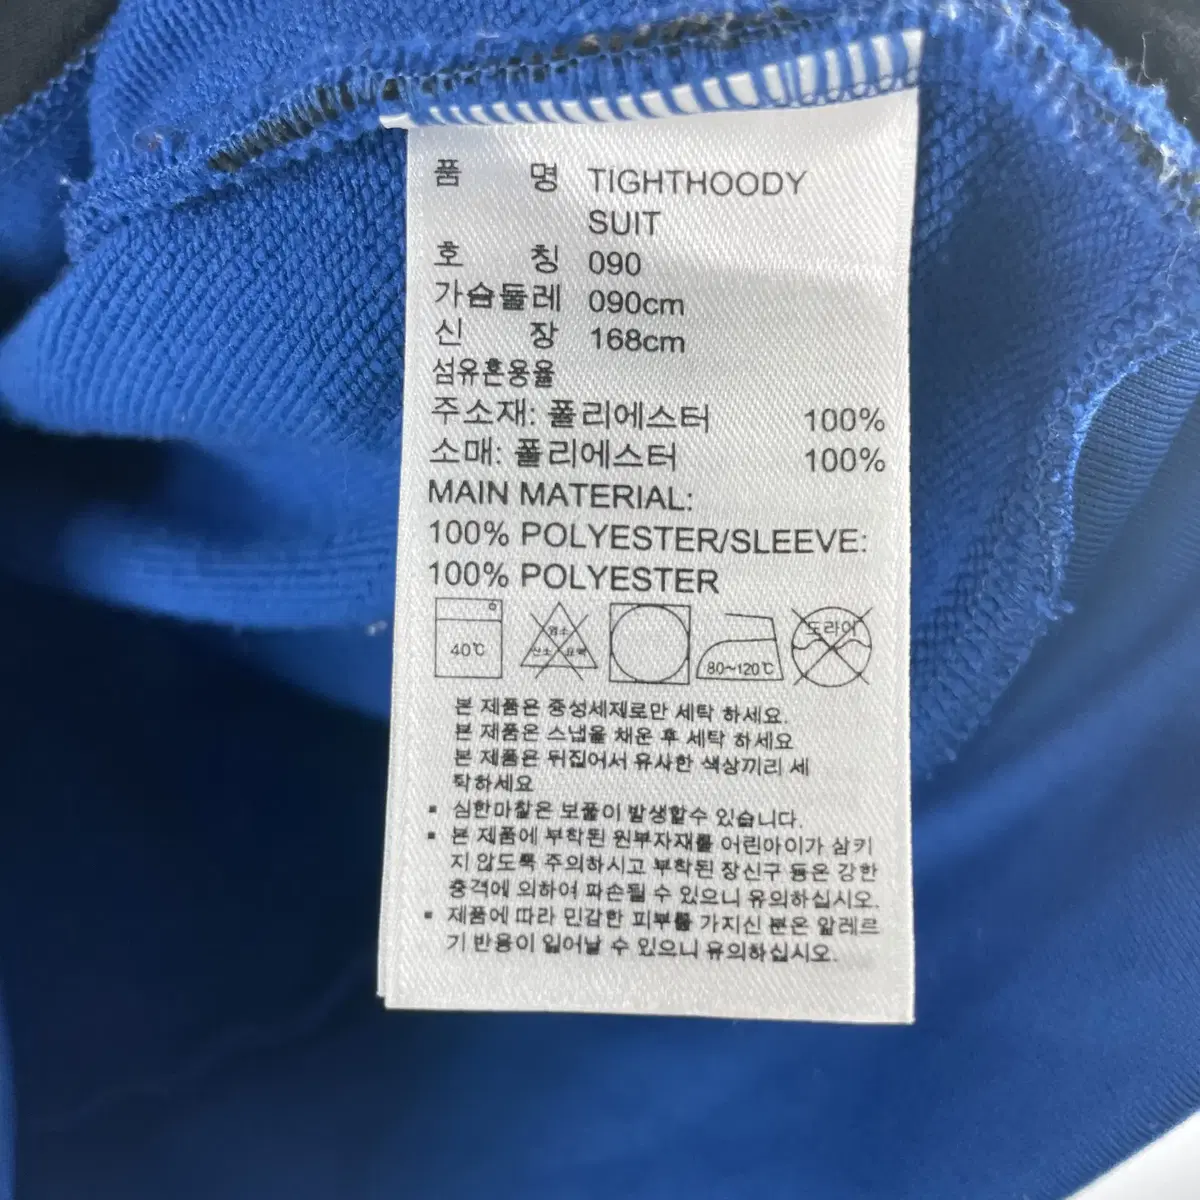 품 명 TIGHTHOODY
SUIT
호 칭 090
가슴둘레 090cm
신 장 168cm
섬유혼용율
주소재: 폴리에스터 100%
소매: 폴리에스터 100%
MAIN MATERIAL:
100% POLYESTER/SLEEVE:
100% POLYESTER
40℃ 염소 산소 표백 80~120℃ 드라이
본 제품은 중성세제로만 세탁 하세요.
본 제품은 스냅을 채운 후 세탁 하세요
본 제품은 뒤집어서 유사한 색상끼리 세
탁하세요
▪ 심한마찰은 보풀이 발생할수 있습니다.
▪ 본 제품에 부착된 원부자재를 어린아이가 삼키
지 않도록 주의하시고 부착된 장신구 등은 강한
충격에 의하여 파손될 수 있으니 유의하십시오.
▪ 제품에 따라 민감한 피부를 가지신 분은 알레르
기 반응이 일어날 수 있으니 유의하십시오.